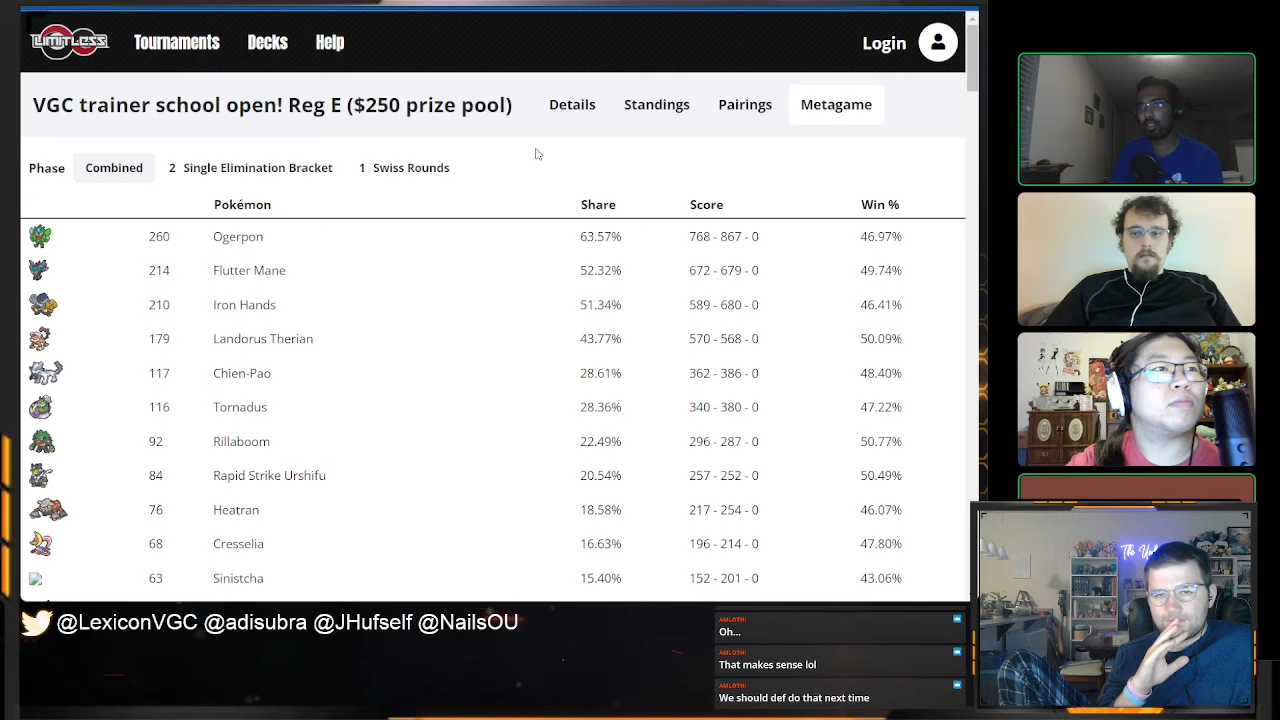 LIMITLESS Tournaments Decks Help Login
VGC trainer school open! Reg E ($250 prize pool) Details Standings Pairings Metagame
Phase Combined 2 Single Elimination Bracket 1 Swiss Rounds
Pokémon Share Score Win %
260 Ogerpon 63.57% 768 - 867 - 0 46.97%
214 Flutter Mane 52.32% 672 - 679 - 0 49.74%
210 Iron Hands 51.34% 589 - 680 - 0 46.41%
179 Landorus Therian 43.77% 570 - 568 - 0 50.09%
117 Chien-Pao 28.61% 362 - 386 - 0 48.40%
116 Tornadus 28.36% 340 - 380 - 0 47.22%
92 Rillaboom 22.49% 296 - 287 - 0 50.77%
84 Rapid Strike Urshifu 20.54% 257 - 252 - 0 50.49%
76 Heatran 18.58% 217 - 254 - 0 46.07%
68 Cresselia 16.63% 196 - 214 - 0 47.80%
63 Sinistcha 15.40% 152 - 201 - 0 43.06%
@LexiconVGC @adisubra @JHufself @NailsOU
AMLOTHI
Oh...
AMLOTHI
That makes sense lol
AMLOTHI
We should def do that next time
The